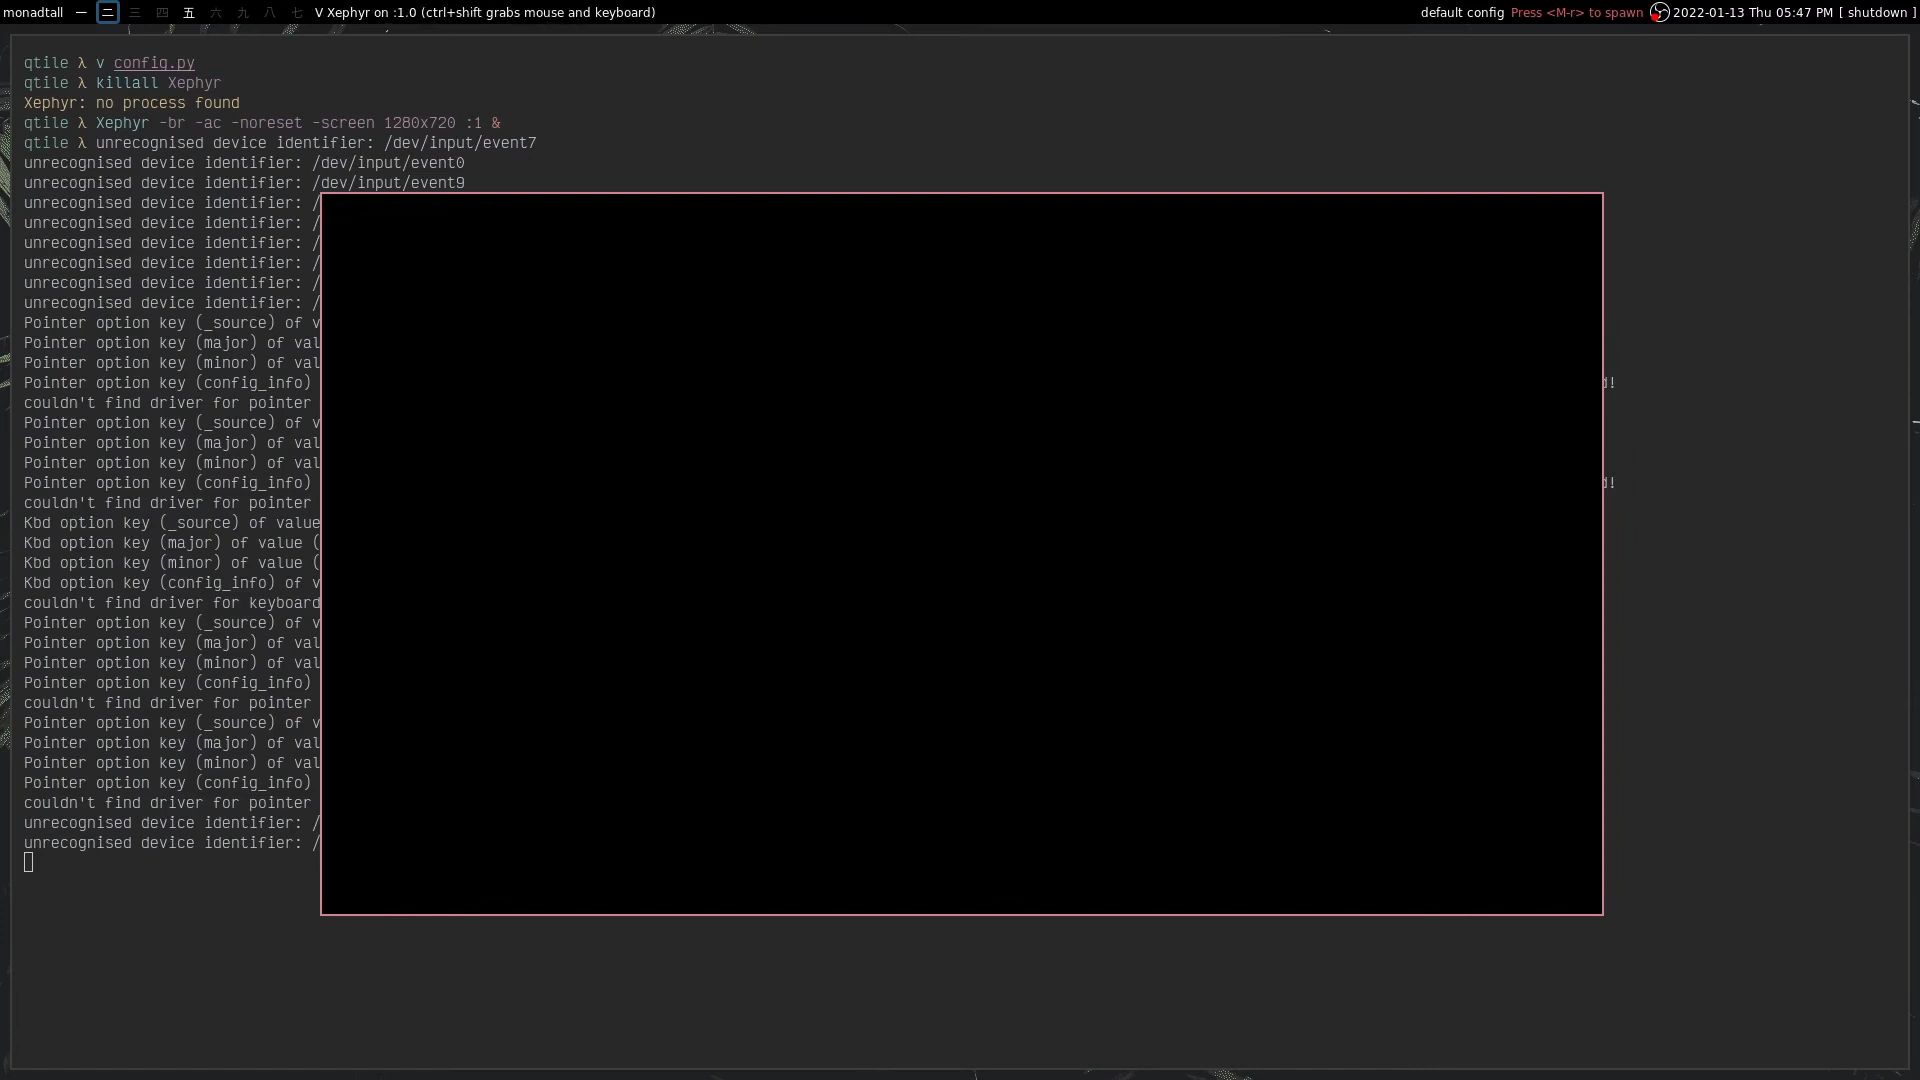 monadtall 一 二 三 四 五 六 九 八 七 V Xephyr on :1.0 (ctrl+shift grabs mouse and keyboard) default config Press <M-r> to spawn 2022-01-13 Thu 05:47 PM [ shutdown ]
qtile λ v config.py
qtile λ killall Xephyr
Xephyr: no process found
qtile λ Xephyr -br -ac -noreset -screen 1280x720 :1 &
qtile λ unrecognised device identifier: /dev/input/event7
unrecognised device identifier: /dev/input/event0
unrecognised device identifier: /dev/input/event9
unrecognised device identifier: /
unrecognised device identifier: /
unrecognised device identifier: /
unrecognised device identifier: /
unrecognised device identifier: /
unrecognised device identifier: /
Pointer option key (_source) of v
Pointer option key (major) of val
Pointer option key (minor) of val
Pointer option key (config_info) d!
couldn't find driver for pointer
Pointer option key (_source) of v
Pointer option key (major) of val
Pointer option key (minor) of val
Pointer option key (config_info) d!
couldn't find driver for pointer
Kbd option key (_source) of value
Kbd option key (major) of value (
Kbd option key (minor) of value (
Kbd option key (config_info) of v
couldn't find driver for keyboard
Pointer option key (_source) of v
Pointer option key (major) of val
Pointer option key (minor) of val
Pointer option key (config_info)
couldn't find driver for pointer
Pointer option key (_source) of v
Pointer option key (major) of val
Pointer option key (minor) of val
Pointer option key (config_info)
couldn't find driver for pointer
unrecognised device identifier: /
unrecognised device identifier: /